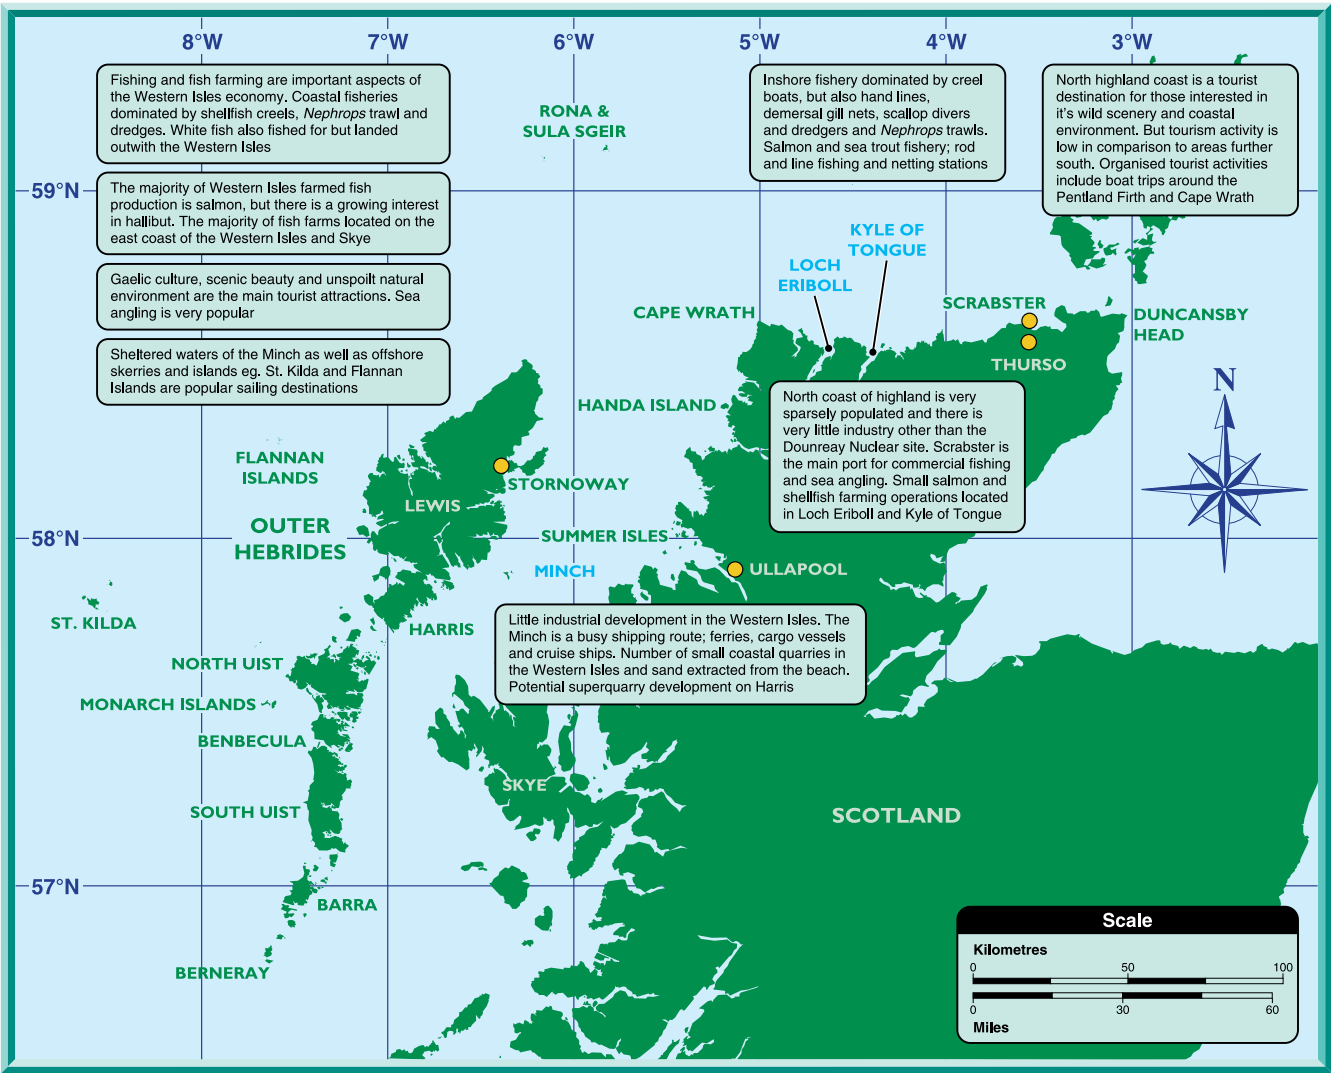 8°W
7°W
6°W
5°W
4°W
3°W
Fishing and fish farming are important aspects of
the Western Isles economy. Coastal fisheries
dominated by shellfish creels, Nephrops trawl and
dredges. White fish also fished for but landed
outwith the Western Isles
RONA &
SULA SGEIR
Inshore fishery dominated by creel
boats, but also hand lines,
demersal gill nets, scallop divers
and dredgers and Nephrops trawls.
Salmon and sea trout fishery; rod
and line fishing and netting stations
North highland coast is a tourist
destination for those interested in
it's wild scenery and coastal
environment. But tourism activity is
low in comparison to areas further
south. Organised tourist activities
include boat trips around the
Pentland Firth and Cape Wrath
59°N
The majority of Western Isles farmed fish
production is salmon, but there is a growing interest
in hallibut. The majority of fish farms located on the
east coast of the Western Isles and Skye
Gaelic culture, scenic beauty and unspoilt natural
environment are the main tourist attractions. Sea
angling is very popular
Sheltered waters of the Minch as well as offshore
skerries and islands eg. St. Kilda and Flannan
Islands are popular sailing destinations
KYLE OF
TONGUE
LOCH
ERIBOLL
CAPE WRATH
SCRABSTER
DUNCANSBY
HEAD
THURSO
N
HANDA ISLAND
North coast of highland is very
sparsely populated and there is
very little industry other than the
Dounreay Nuclear site. Scrabster is
the main port for commercial fishing
and sea angling. Small salmon and
shellfish farming operations located
in Loch Eriboll and Kyle of Tongue
FLANNAN
ISLANDS
STORNOWAY
LEWIS
OUTER
HEBRIDES
58°N
SUMMER ISLES
MINCH
ULLAPOOL
ST. KILDA
HARRIS
Little industrial development in the Western Isles. The
Minch is a busy shipping route; ferries, cargo vessels
and cruise ships. Number of small coastal quarries in
the Western Isles and sand extracted from the beach.
Potential superquarry development on Harris
NORTH UIST
MONARCH ISLANDS
BENBECULA
SKYE
SOUTH UIST
SCOTLAND
57°N
BARRA
BERNERAY
Scale
Kilometres
0 50 100
0 30 60
Miles